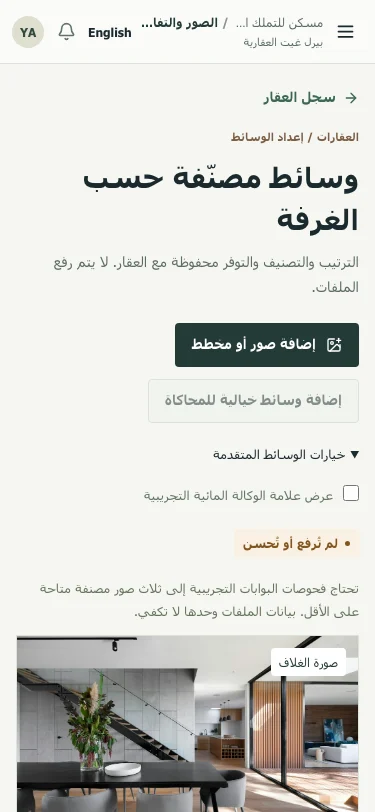 مسكن للتملك ا... / الصور والنفا...
بيرل غيت العقارية
English
YA
سجل العقار
العقارات / إعداد الوسائط
وسائط مصنّفة حسب
الغرفة
الترتيب والتصنيف والتوفر محفوظة مع العقار. لا يتم رفع
الملفات.
إضافة صور أو مخطط
إضافة وسائط خيالية للمحاكاة
خيارات الوسائط المتقدمة
عرض علامة الوكالة المائية التجريبية
لم تُرفع أو تُحسن
تحتاج فحوصات البوابات التجريبية إلى ثلاث صور مصنفة متاحة
على الأقل. بيانات الملفات وحدها لا تكفي.
صورة الغلاف